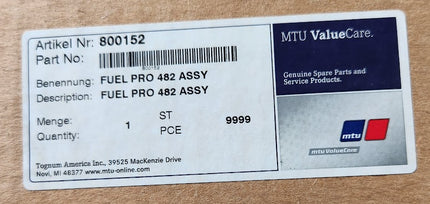 Artikel Nr: 800152
Part No:
800152
Benennung: FUEL PRO 482 ASSY
Description: FUEL PRO 482 ASSY
Menge: 1 ST 9999
Quantity: PCE
Tognum America Inc., 39525 MacKenzie Drive
Novi, MI 48377 www.mtu-online.com
MTU ValueCare.
Genuine Spare Parts and
Service Products.
mtu
mtuValueCare